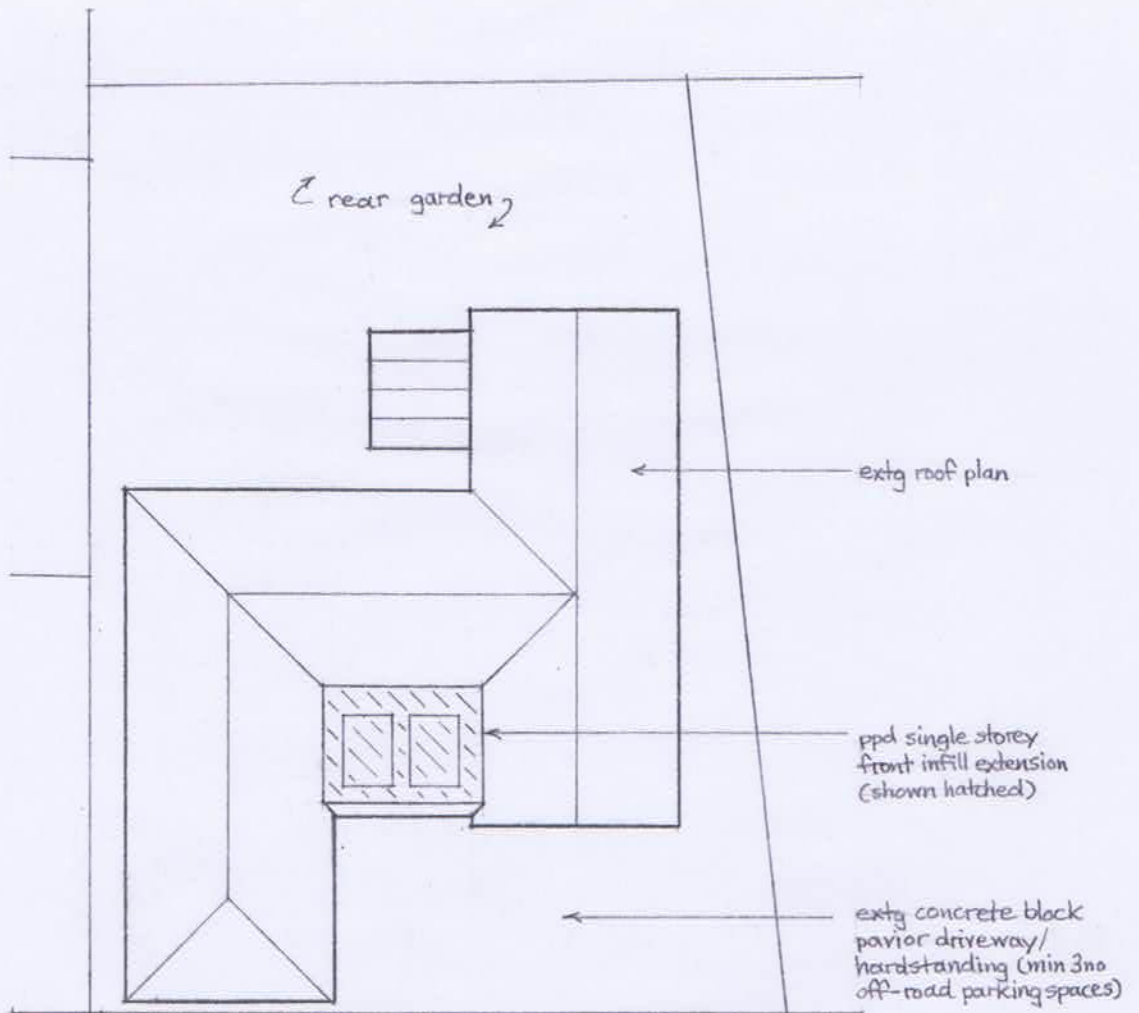 rear garden
extg roof plan
ppd single storey
front infill extension
(shown hatched)
extg concrete block
pavior driveway/
hardstanding (min 3no
off-road parking spaces)